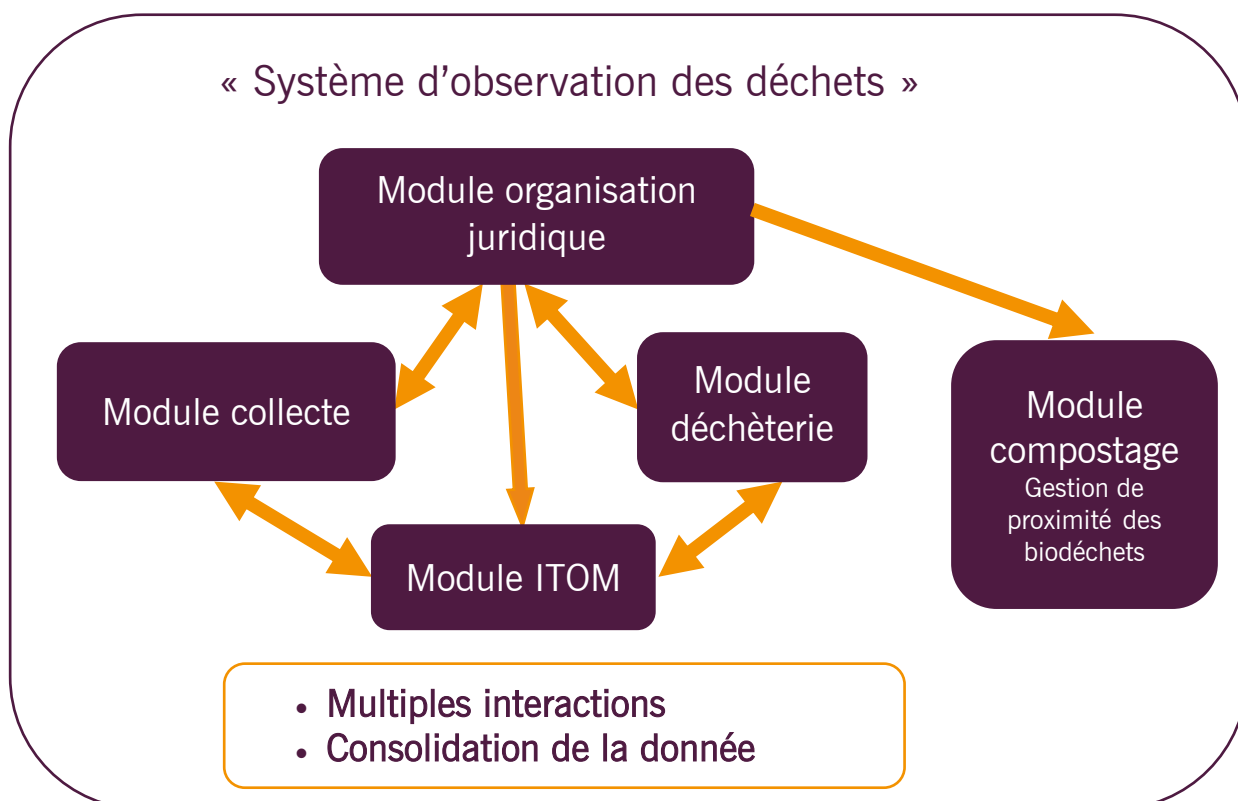 « Système d'observation des déchets »
Module organisation
juridique
Module collecte
Module
déchèterie
Module
compostage
Gestion de
proximité des
biodéchets
Module ITOM
• Multiples interactions
• Consolidation de la donnée